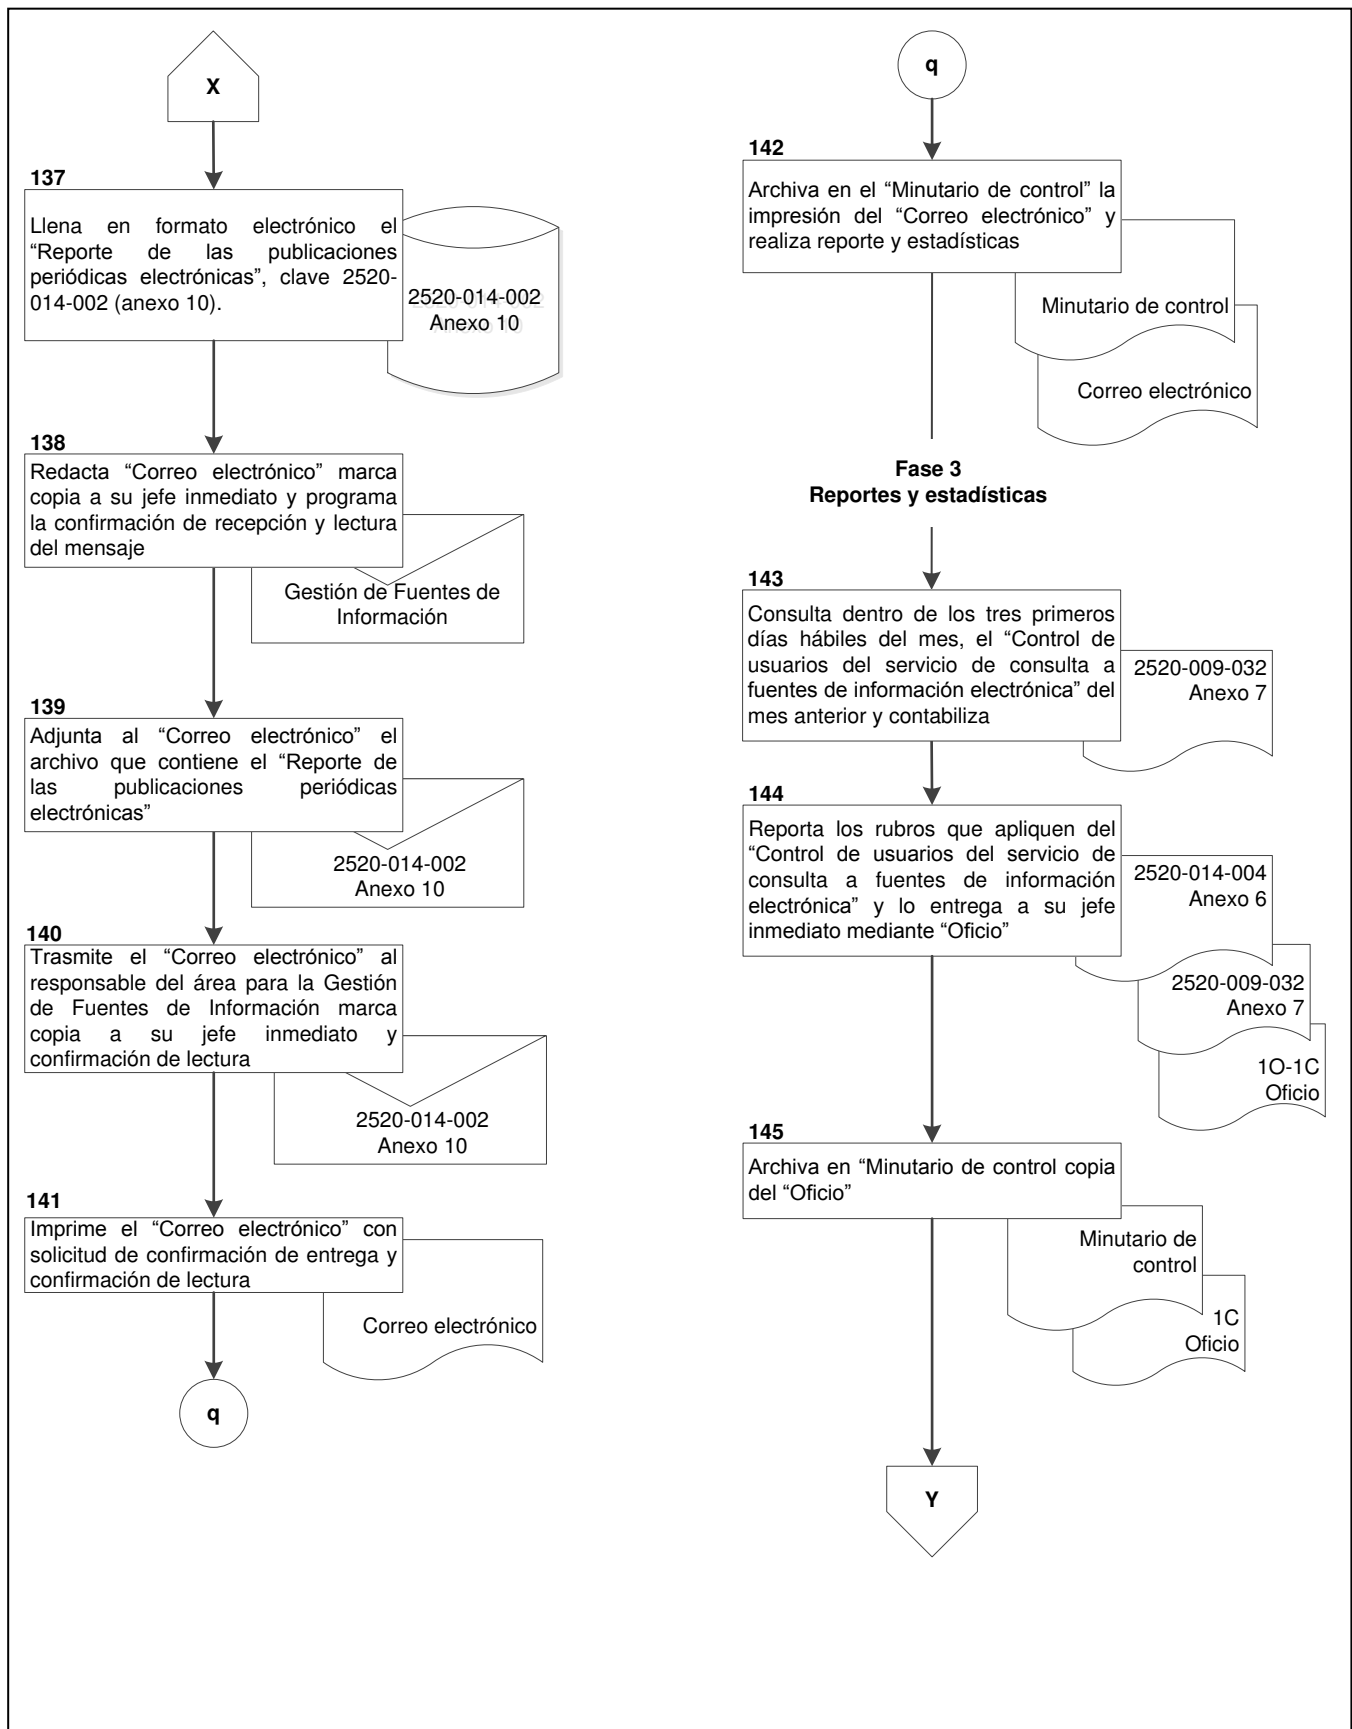 X
137
Llena en formato electrónico el
“Reporte de las publicaciones
periódicas electrónicas”, clave 2520-
014-002 (anexo 10).
2520-014-002
Anexo 10
138
Redacta “Correo electrónico” marca
copia a su jefe inmediato y programa
la confirmación de recepción y lectura
del mensaje
Gestión de Fuentes de
Información
139
Adjunta al “Correo electrónico” el
archivo que contiene el “Reporte de
las publicaciones periódicas
electrónicas”
2520-014-002
Anexo 10
140
Trasmite el “Correo electrónico” al
responsable del área para la Gestión
de Fuentes de Información marca
copia a su jefe inmediato y
confirmación de lectura
2520-014-002
Anexo 10
141
Imprime el “Correo electrónico” con
solicitud de confirmación de entrega y
confirmación de lectura
Correo electrónico
q
q
142
Archiva en el “Minutario de control” la
impresión del “Correo electrónico” y
realiza reporte y estadísticas
Minutario de control
Correo electrónico
Fase 3
Reportes y estadísticas
143
Consulta dentro de los tres primeros
días hábiles del mes, el “Control de
usuarios del servicio de consulta a
fuentes de información electrónica” del
mes anterior y contabiliza
2520-009-032
Anexo 7
144
Reporta los rubros que apliquen del
“Control de usuarios del servicio de
consulta a fuentes de información
electrónica” y lo entrega a su jefe
inmediato mediante “Oficio”
2520-014-004
Anexo 6
2520-009-032
Anexo 7
1O-1C
Oficio
145
Archiva en “Minutario de control copia
del “Oficio”
Minutario de
control
1C
Oficio
Y